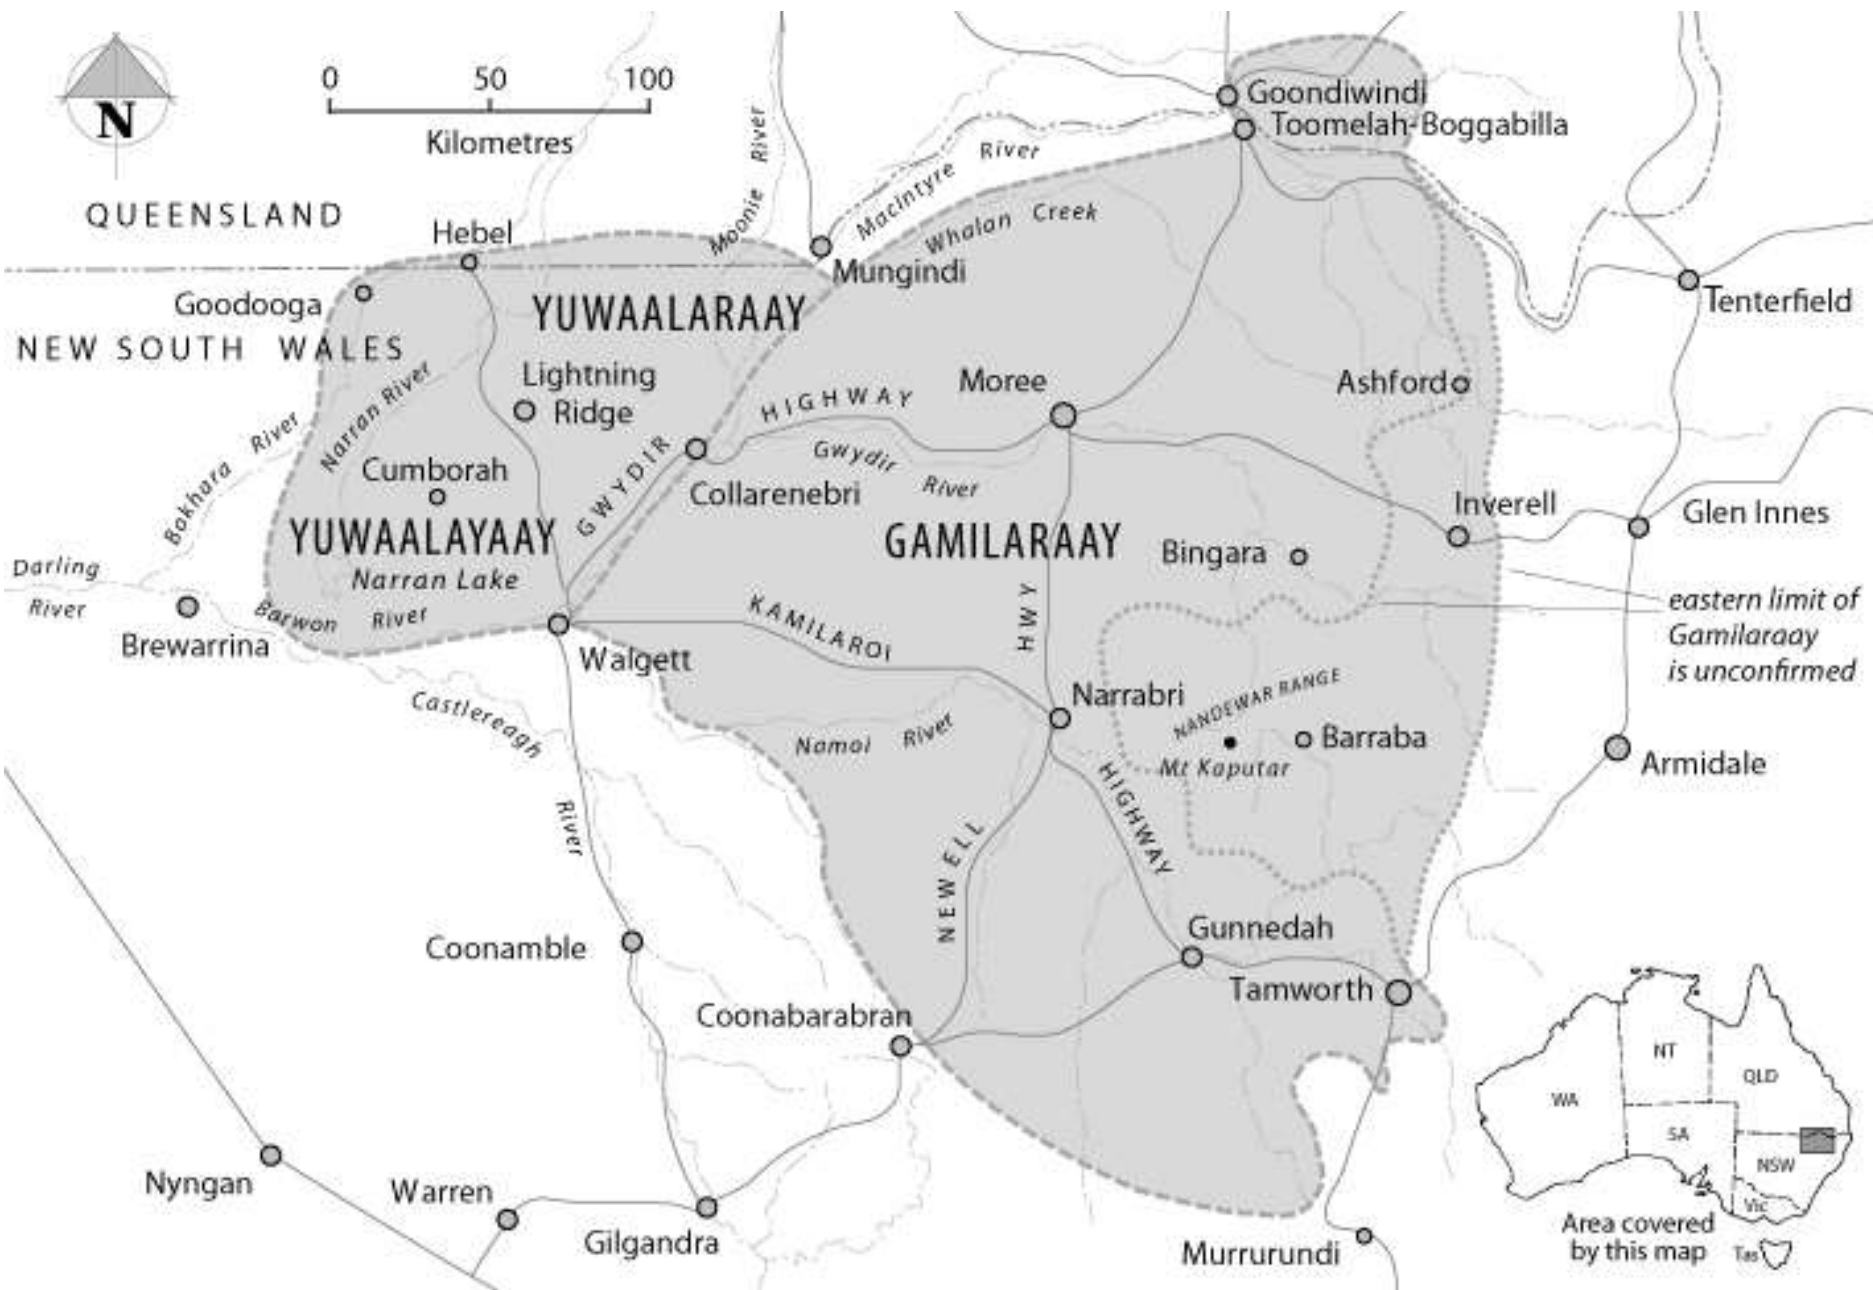 0 50 100
Kilometres
N
QUEENSLAND
NEW SOUTH WALES
Goondiwindi
Toomelah-Boggabilla
Moonie River
MacIntyre River
Whalan Creek
Hebel
Mungindi
Goodooga
YUWAALARAAY
Tenterfield
Narran River
Lightning
Ridge
Moree
Ashford
GWYDIR HIGHWAY
Gwydir River
Bokhara River
Cumborah
Collarenebri
Inverell
Glen Innes
YUWAALAYAAY
Narran Lake
GAMILARAAY
Bingara
Darling
River
Barwon River
Brewarrina
Walgett
KAMILAROI
HIGHWAY
NEWELL
HWY
eastern limit of
Gamilaraay
is unconfirmed
Castlereagh
River
Namoi River
Narrabri
NANDEWAR RANGE
Mt Kaputar
Barraba
Armidale
Coonamble
Gunnedah
Tamworth
Coonabarabran
Nyngan
Warren
Gilgandra
Murrurundi
NT
QLD
WA
SA
NSW
Vic
Tas
Area covered
by this map